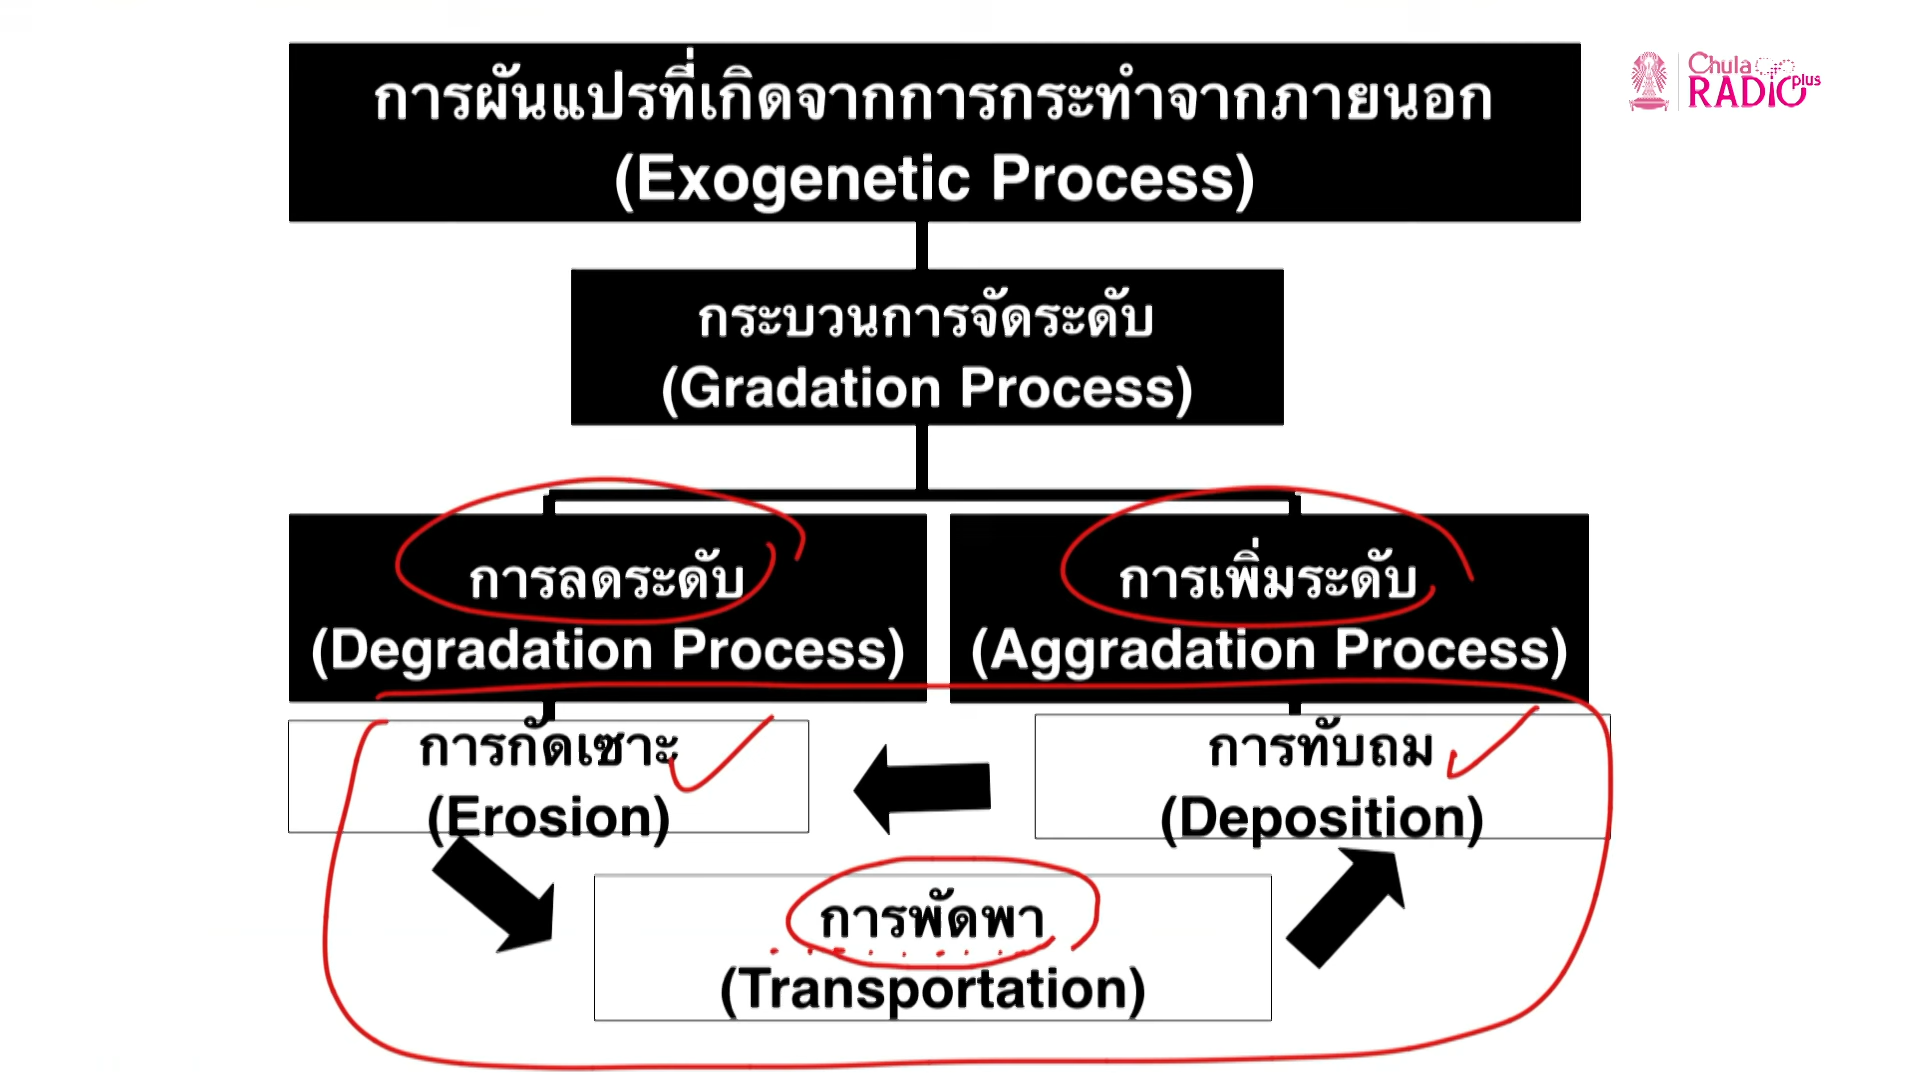 การผันแปรที่เกิดจากการกระทำจากภายนอก
(Exogenetic Process)
Chula
RADIO plus
กระบวนการจัดระดับ
(Gradation Process)
การลดระดับ
(Degradation Process)
การเพิ่มระดับ
(Aggradation Process)
การกัดเซาะ
(Erosion)
การทับถม
(Deposition)
การพัดพา
(Transportation)